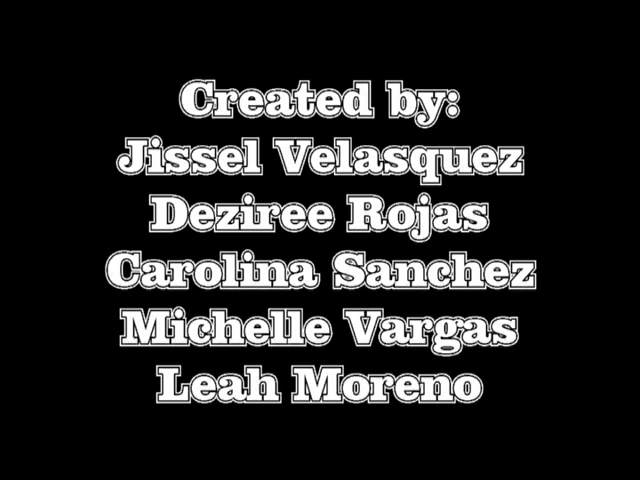 Created by:
Jissel Velasquez
Deziree Rojas
Carolina Sanchez
Michelle Vargas
Leah Moreno